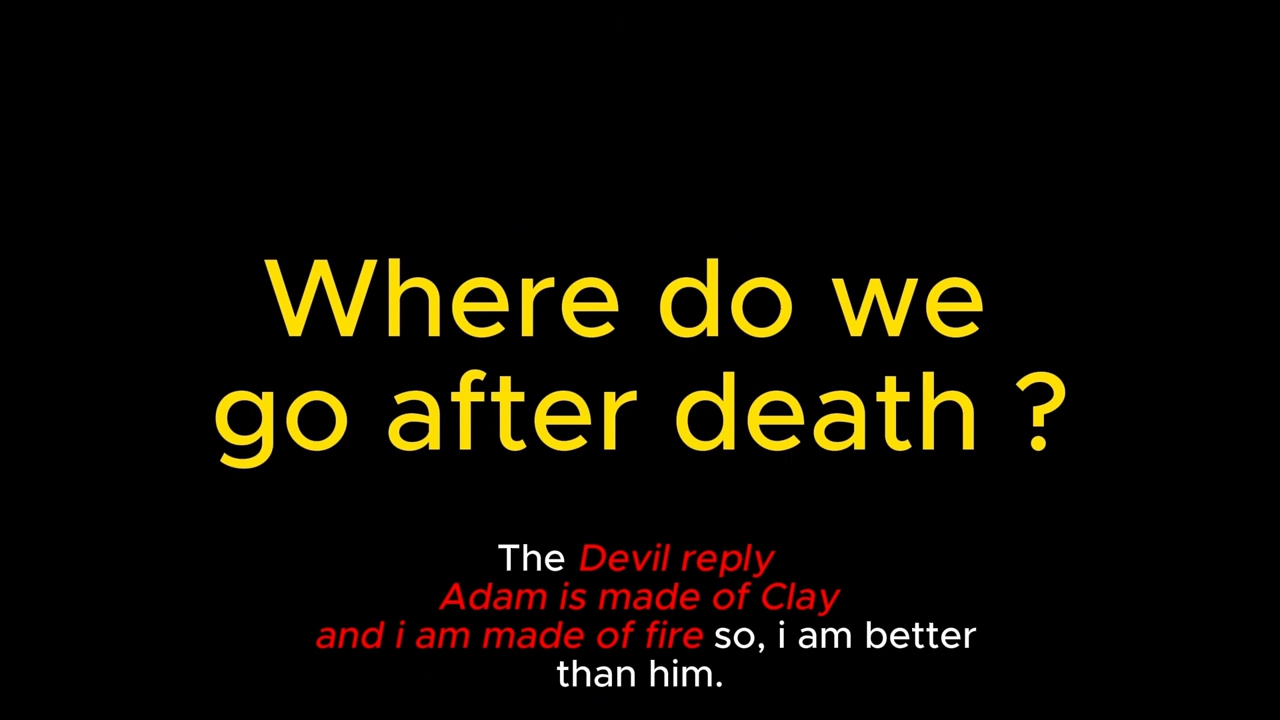 Where do we
go after death ?
The Devil reply
Adam is made of Clay
and i am made of fire so, i am better
than him.